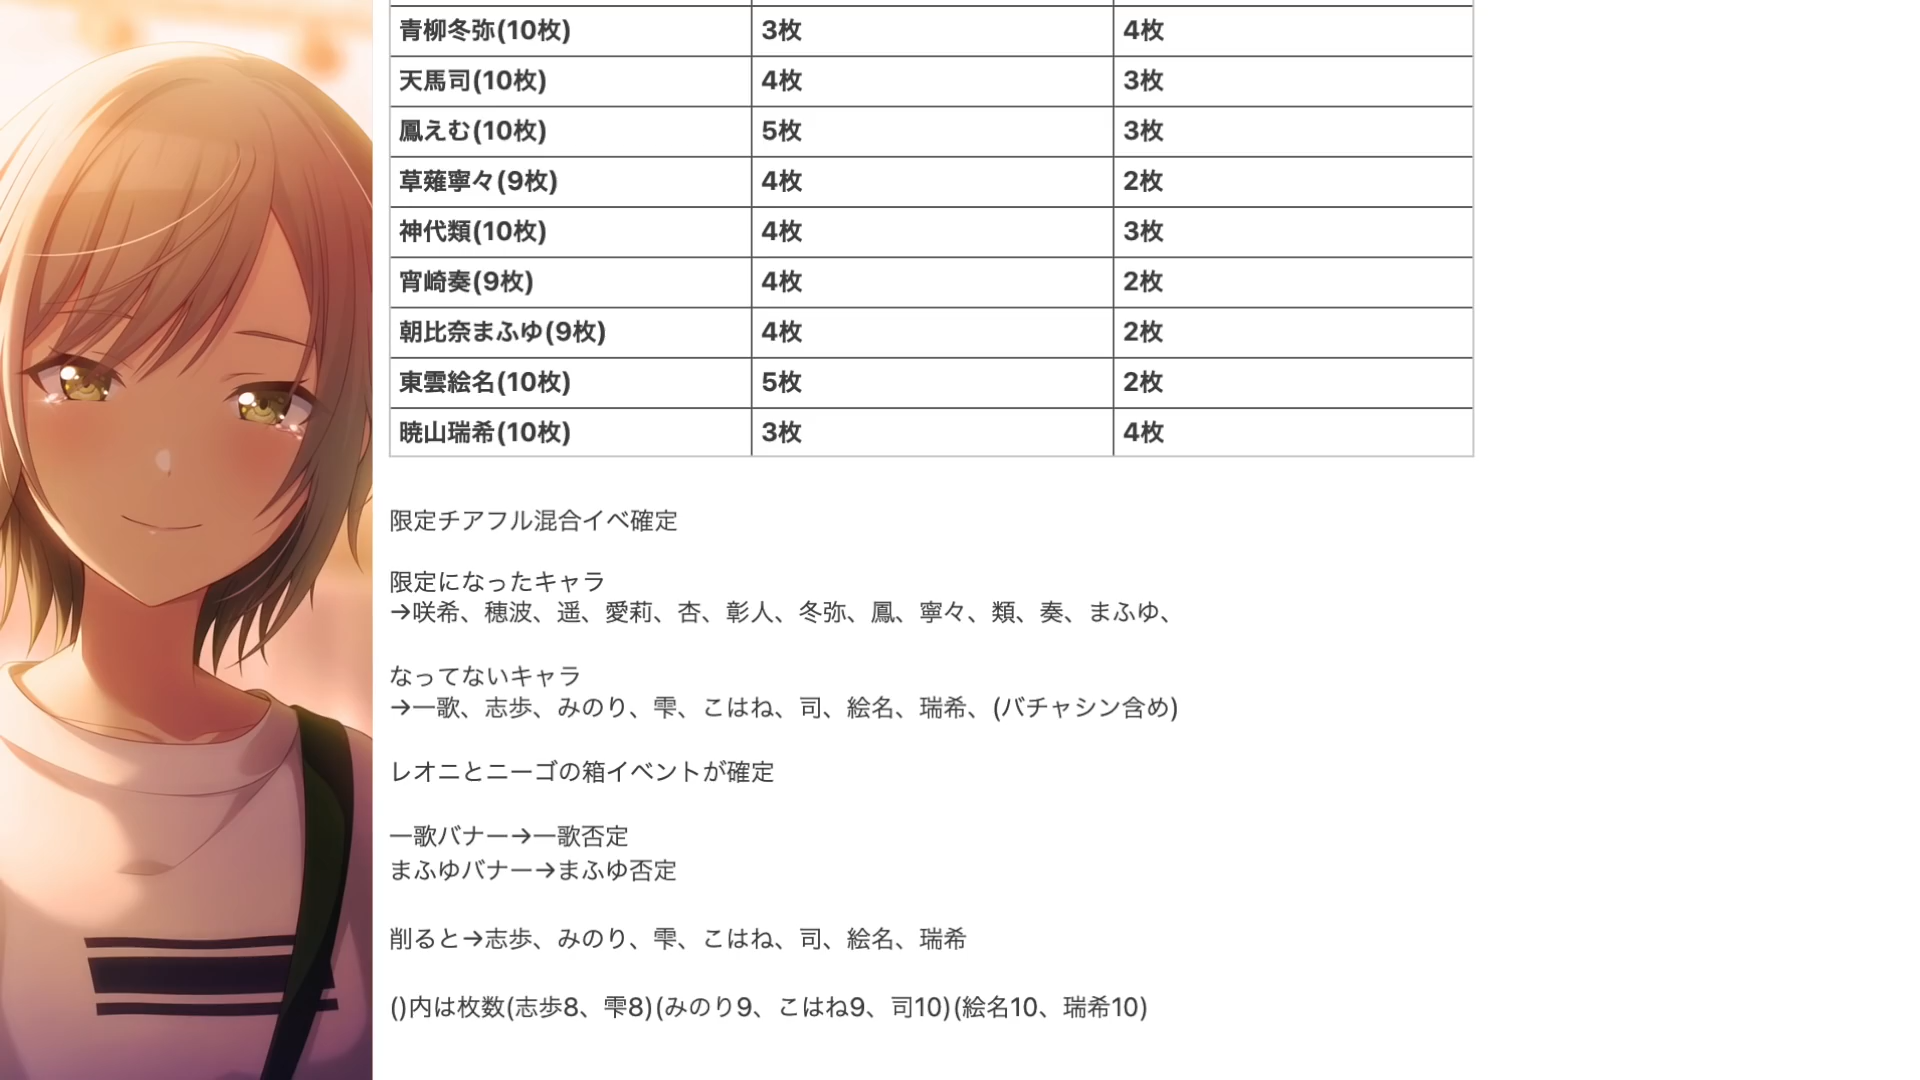 青柳冬弥(10枚) 3枚 4枚
天馬司(10枚) 4枚 3枚
鳳えむ(10枚) 5枚 3枚
草薙寧々(9枚) 4枚 2枚
神代類(10枚) 4枚 3枚
宵崎奏(9枚) 4枚 2枚
朝比奈まふゆ(9枚) 4枚 2枚
東雲絵名(10枚) 5枚 2枚
暁山瑞希(10枚) 3枚 4枚
限定チアフル混合イベ確定
限定になったキャラ
→咲希、穂波、遥、愛莉、杏、彰人、冬弥、鳳、寧々、類、奏、まふゆ、
なってないキャラ
→一歌、志歩、みのり、雫、こはね、司、絵名、瑞希、(バチャシン含め)
レオニとニーゴの箱イベントが確定
一歌バナー→一歌否定
まふゆバナー→まふゆ否定
削ると→志歩、みのり、雫、こはね、司、絵名、瑞希
()内は枚数(志歩8、雫8)(みのり9、こはね9、司10)(絵名10、瑞希10)